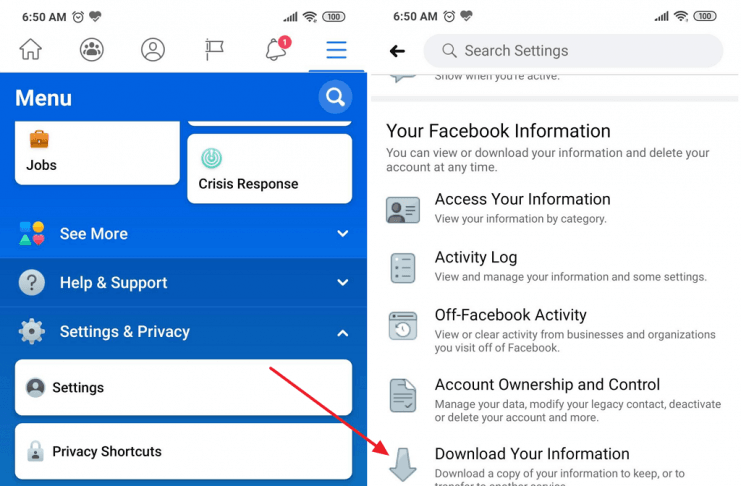 6:50 AM
100
1
Menu
Jobs
Crisis Response
See More
Help & Support
Settings & Privacy
Settings
Privacy Shortcuts
6:50 AM
100
Search Settings
Show when you're active.
Your Facebook Information
You can view or download your information and delete your
account at any time.
Access Your Information
View your information by category.
Activity Log
View and manage your information and some settings.
Off-Facebook Activity
View or clear activity from businesses and organizations
you visit off of Facebook.
Account Ownership and Control
Manage your data, modify your legacy contact, deactivate
or delete your account and more.
Download Your Information
Download a copy of your information to keep, or to
transfer to another service.